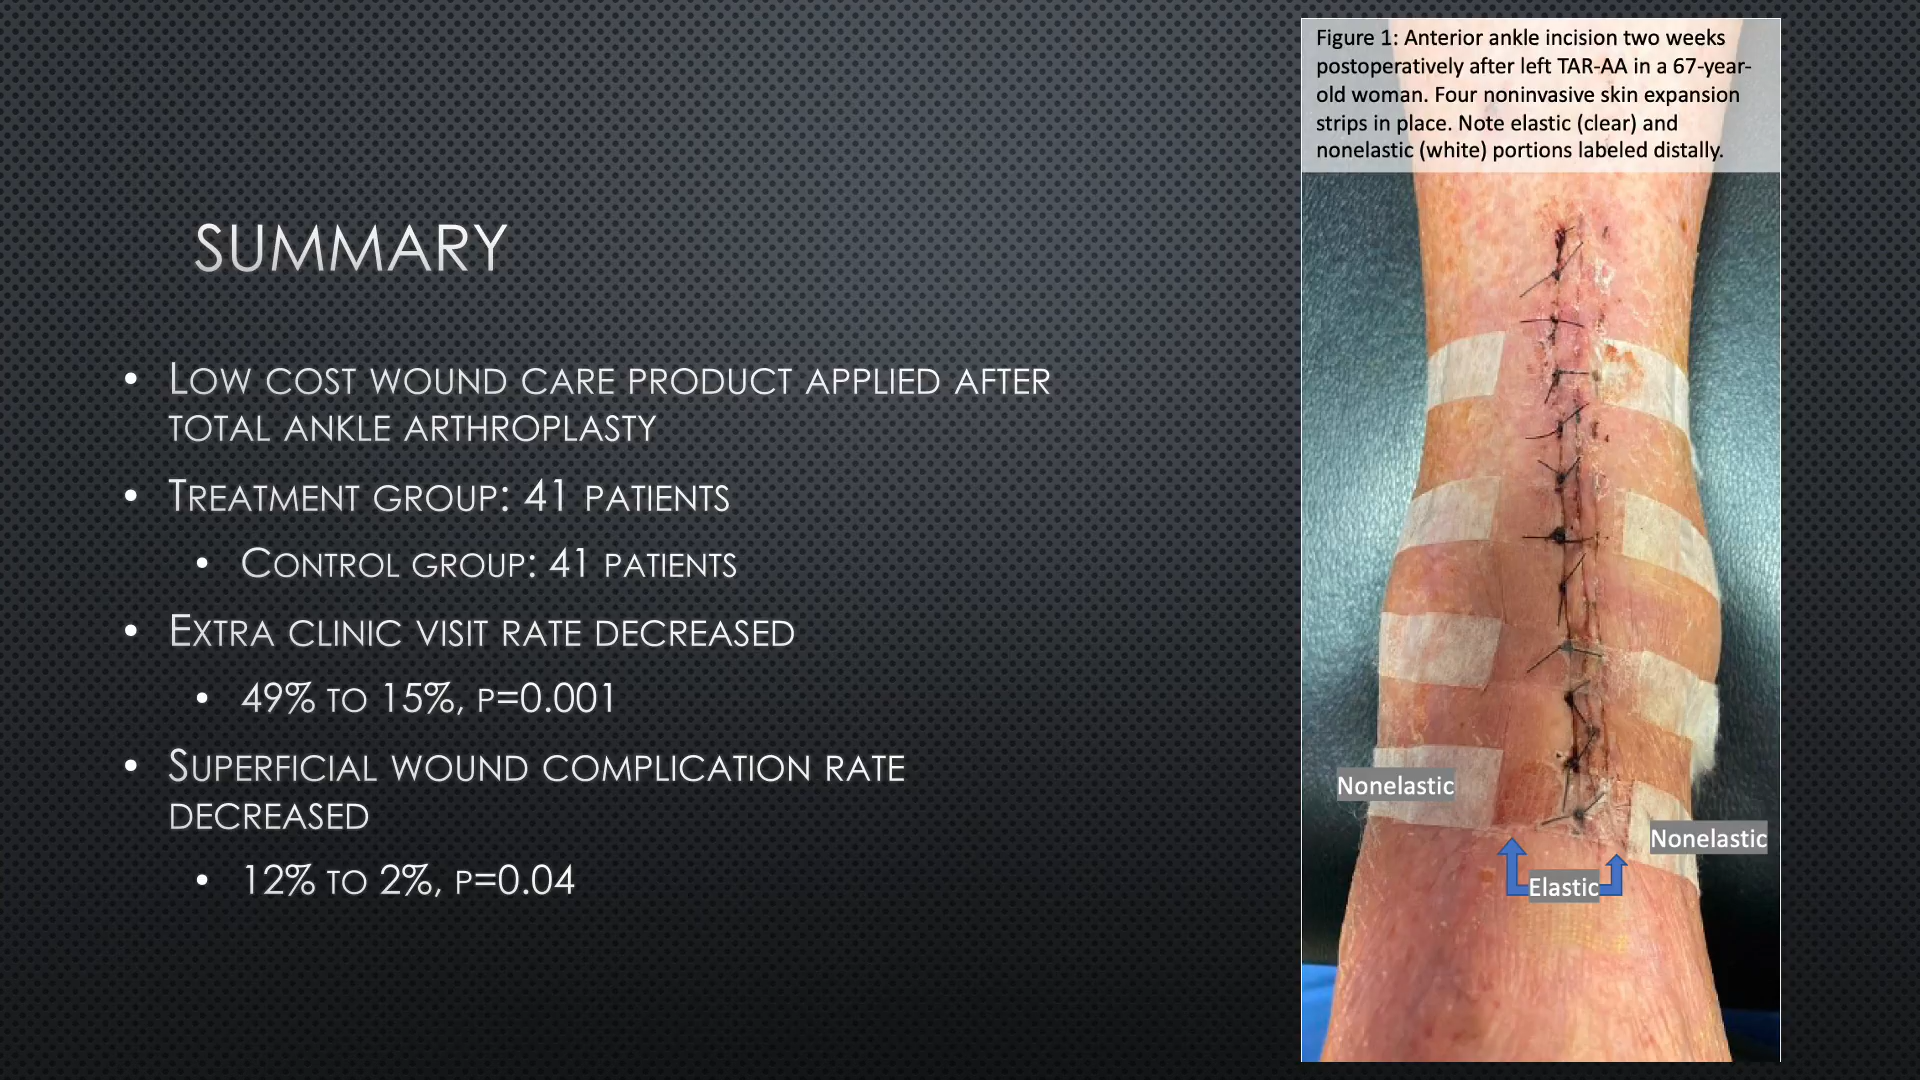 SUMMARY
• LOW COST WOUND CARE PRODUCT APPLIED AFTER
TOTAL ANKLE ARTHROPLASTY
• TREATMENT GROUP: 41 PATIENTS
• CONTROL GROUP: 41 PATIENTS
• EXTRA CLINIC VISIT RATE DECREASED
• 49% TO 15%, P=0.001
• SUPERFICIAL WOUND COMPLICATION RATE
DECREASED
• 12% TO 2%, P=0.04
Figure 1: Anterior ankle incision two weeks
postoperatively after left TAR-AA in a 67-year-
old woman. Four noninvasive skin expansion
strips in place. Note elastic (clear) and
nonelastic (white) portions labeled distally.
Nonelastic
Nonelastic
Elastic